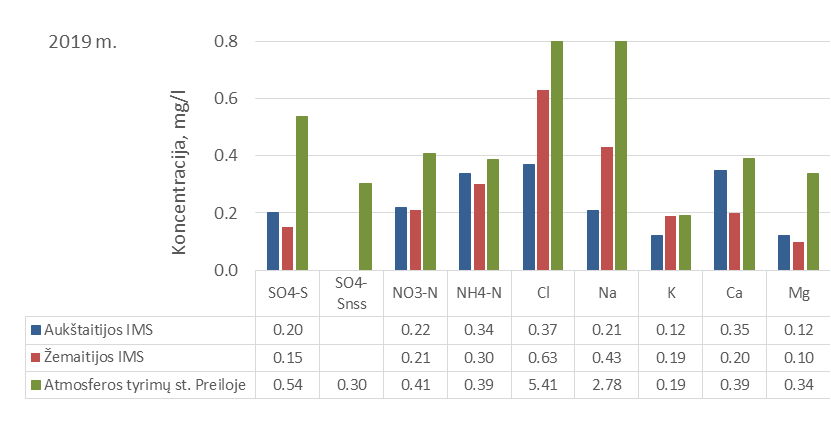 2019 m.
Koncentracija, mg/l
0.8
0.6
0.4
0.2
0.0
SO4-S SO4-Snss NO3-N NH4-N Cl Na K Ca Mg
Aukštaitijos IMS 0.20 0.22 0.34 0.37 0.21 0.12 0.35 0.12
Žemaitijos IMS 0.15 0.21 0.30 0.63 0.43 0.19 0.20 0.10
Atmosferos tyrimų st. Preiloje 0.54 0.30 0.41 0.39 5.41 2.78 0.19 0.39 0.34